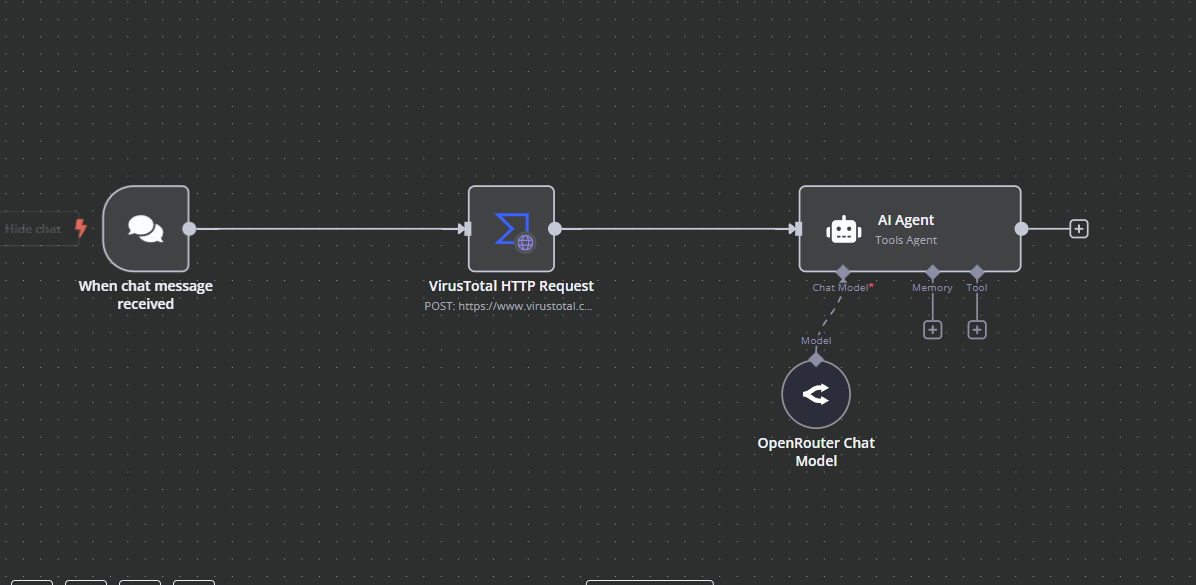 Hide chat
When chat message
received
VirusTotal HTTP Request
POST: https://www.virustotal.c...
AI Agent
Tools Agent
Chat Model*
Memory
Tool
Model
OpenRouter Chat
Model